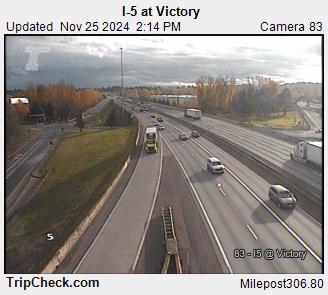 I-5 at Victory
Updated  Nov 25 2024  2:14 PM
Camera 83
S
83 - I5 @ Victory
TripCheck.com
Milepost306.80